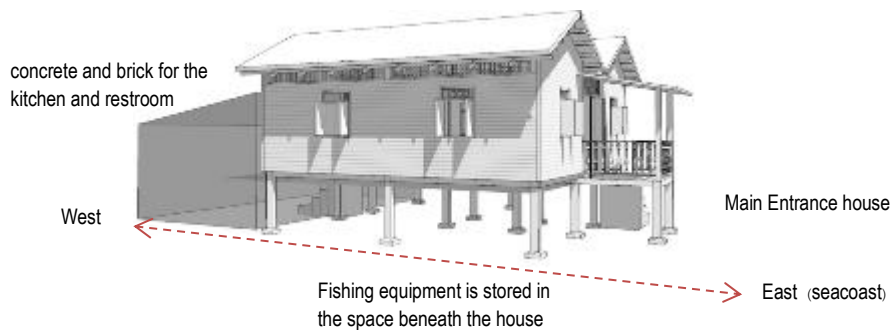 concrete and brick for the
kitchen and restroom
Main Entrance house
West
East (seacoast)
Fishing equipment is stored in
the space beneath the house